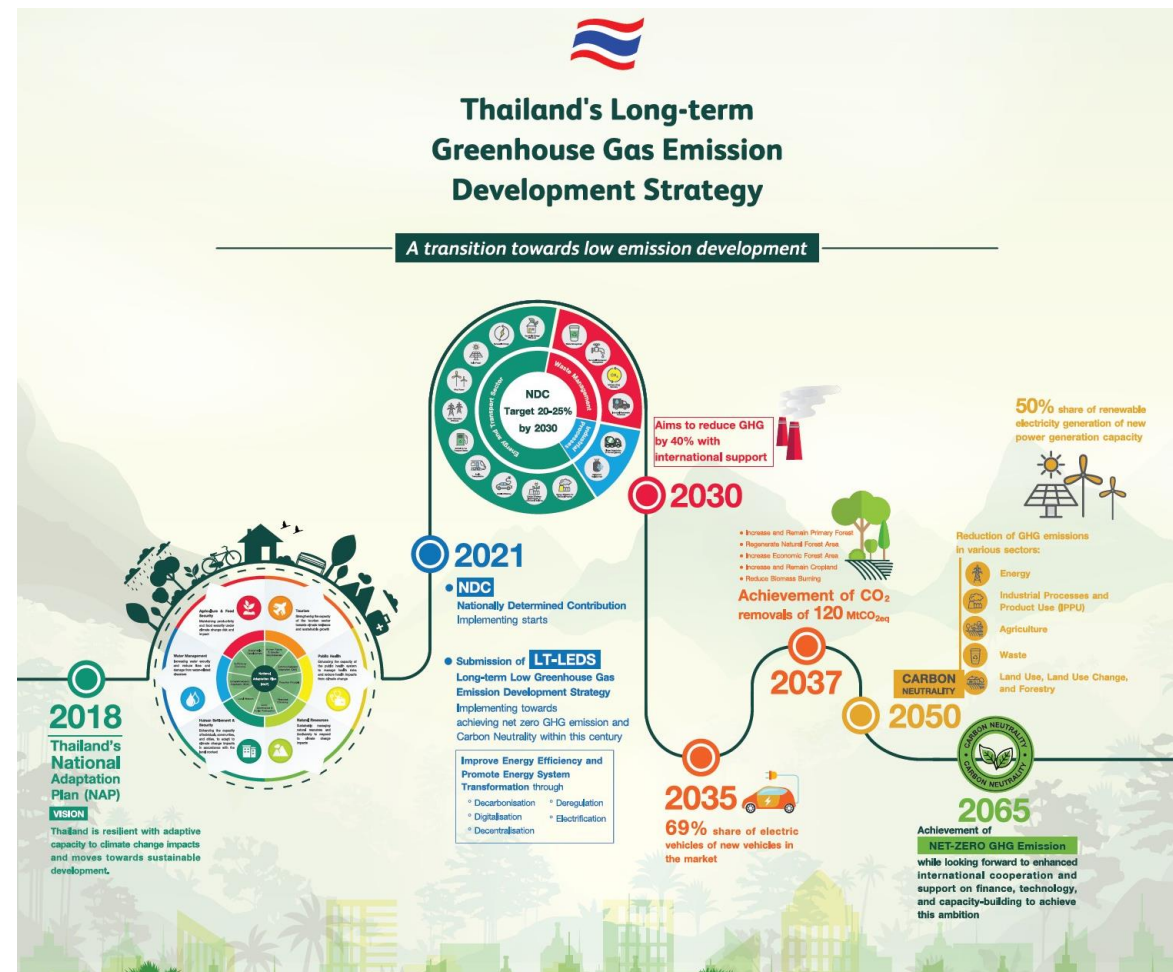 Thailand's Long-term
Greenhouse Gas Emission
Development Strategy
A transition towards low emission development
2018
Thailand's
National
Adaptation
Plan (NAP)
VISION
Thailand is resilient with adaptive
capacity to climate change impacts
and moves towards sustainable
development.
Agriculture & Food
Security
Tourism
Water Management
Public Health
Human Settlement &
Security
Natural Resources
Energy and Transport Sector
Waste Management
Industrial
Processes
NDC
Target 20-25%
by 2030
2021
NDC
Nationally Determined Contribution
Implementing starts
Submission of LT-LEDS
Long-term Low Greenhouse Gas
Emission Development Strategy
Implementing towards
achieving net zero GHG emission and
Carbon Neutrality within this century
Improve Energy Efficiency and
Promote Energy System
Transformation through
° Decarbonisation
° Deregulation
° Digitalisation
° Electrification
° Decentralisation
Aims to reduce GHG
by 40% with
international support
2030
2035
69% share of electric
vehicles of new vehicles in
the market
• Increase and Remain Primary Forest
• Regenerate Natural Forest Area
• Increase Economic Forest Area
• Increase and Remain Cropland
• Reduce Biomass Burning
Achievement of CO₂
removals of 120 MtCO₂eq
2037
50% share of renewable
electricity generation of new
power generation capacity
Reduction of GHG emissions
in various sectors:
Energy
Industrial Processes and
Product Use (IPPU)
Agriculture
Waste
Land Use, Land Use Change,
and Forestry
CARBON
NEUTRALITY
2050
CARBON NEUTRALITY
CARBON NEUTRALITY
2065
Achievement of
NET-ZERO GHG Emission
while looking forward to enhanced
international cooperation and
support on finance, technology,
and capacity-building to achieve
this ambition